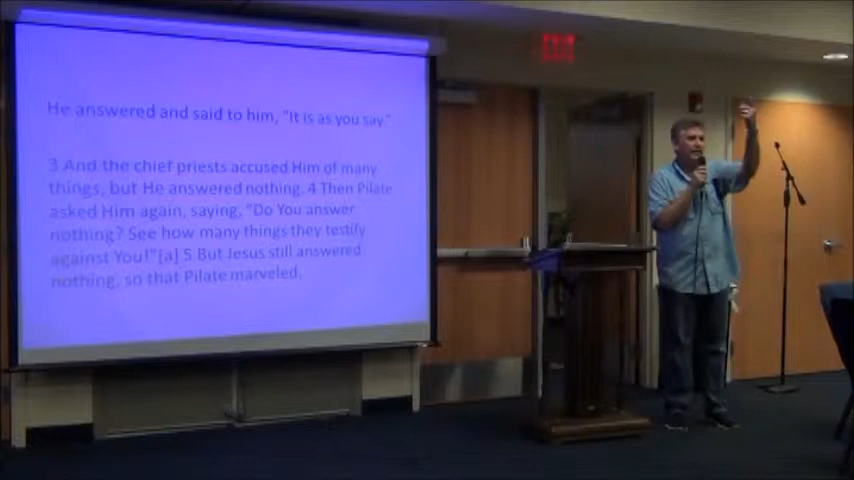 He answered and said to him, "It is as you say."
3 And the chief priests accused Him of many
things, but He answered nothing. 4 Then Pilate
asked Him again, saying, "Do You answer
nothing? See how many things they testify
against You!"[a] 5 But Jesus still answered
nothing, so that Pilate marveled.
EXIT